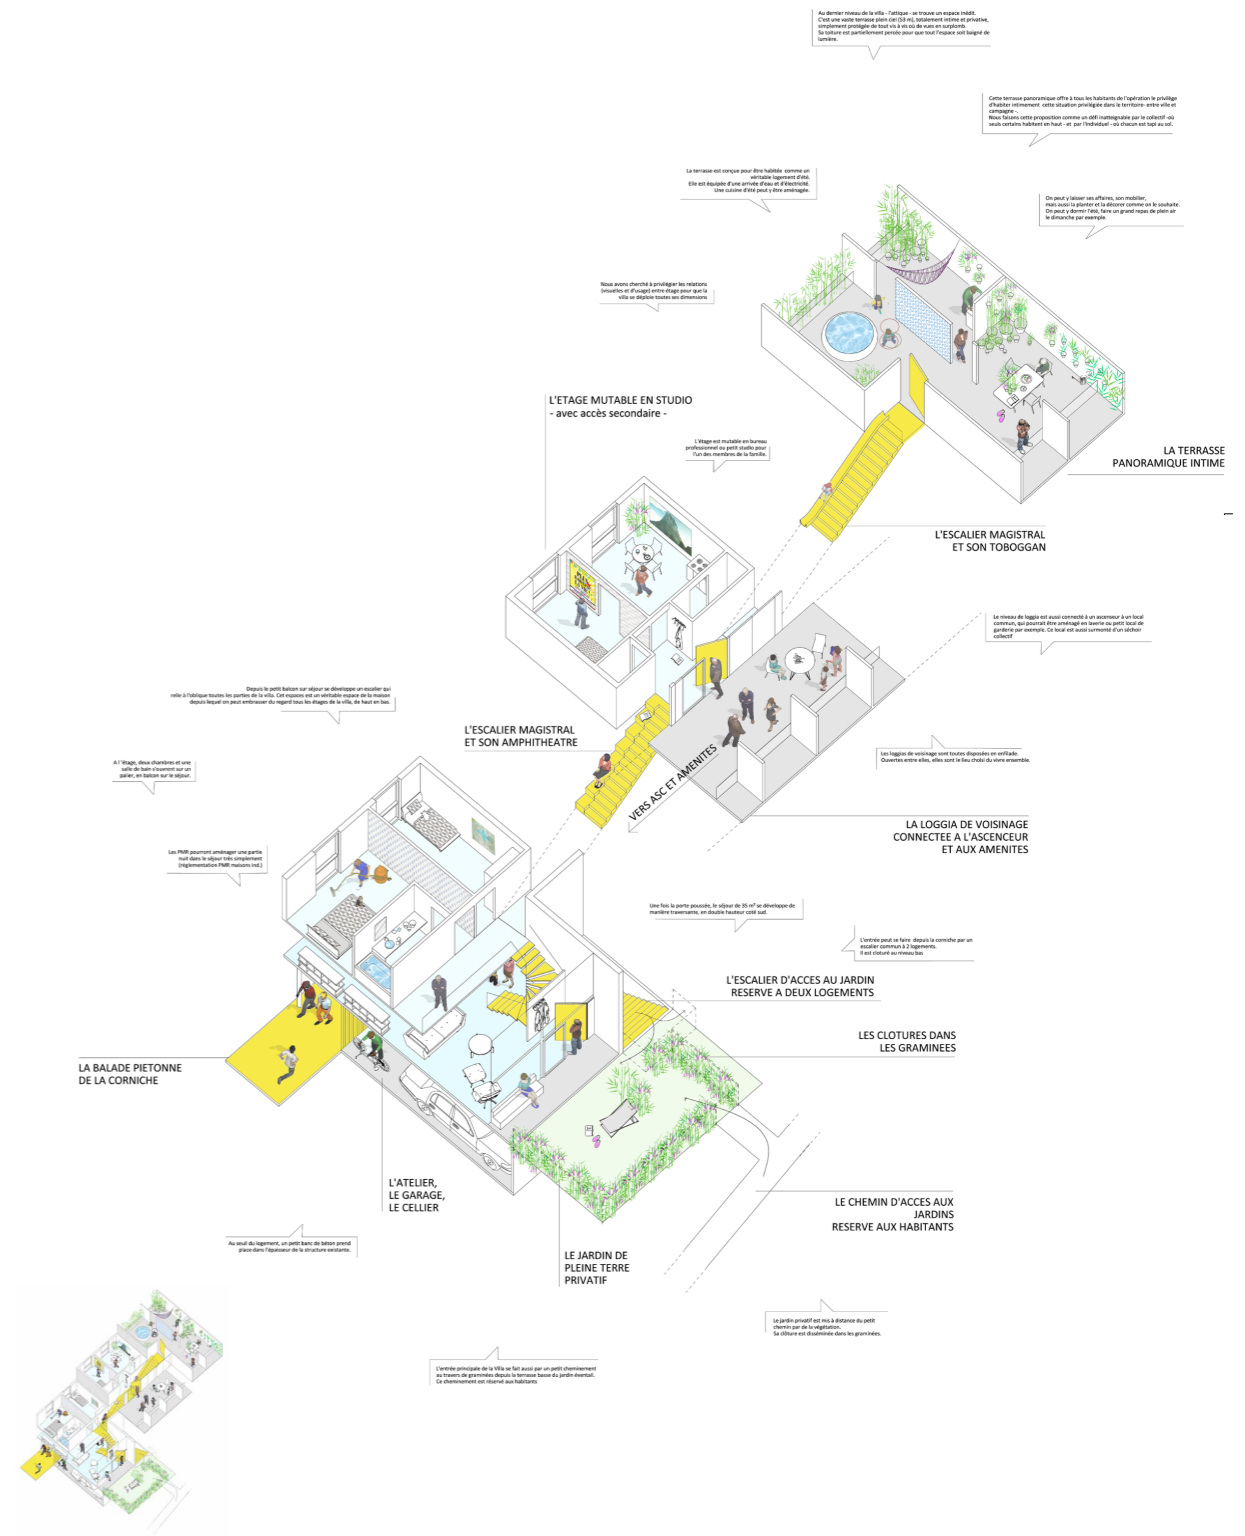 Au dernier niveau de la villa - l'attique - se trouve un espace inédit.
C'est une vaste terrasse plein ciel (53 m), totalement intime et privative,
simplement protégée de tout vis à vis où de vues en surplomb.
Sa toiture est partiellement percée pour que tout l'espace soit baigné de
lumière.
Cette terrasse panoramique offre à tous les habitants de l'opération le privilège
d'habiter intimement cette situation privilégiée dans le territoire- entre ville et
campagne -.
Nous faisons cette proposition comme un défi inatteignable par le collectif -où
seuls certains habitent en haut - et par l'Individuel - où chacun est tapi au sol.
La terrasse est conçue pour être habitée comme un
véritable logement d'été.
Elle est équipée d'une arrivée d'eau et d'électricité.
Une cuisine d'été peut y être aménagée.
On peut y laisser ses affaires, son mobilier,
mais aussi la planter et la décorer comme on le souhaite.
On peut y dormir l'été, faire un grand repas de plein air
le dimanche par exemple.
Nous avons cherché à privilégier les relations
(visuelles et d'usage) entre étage pour que la
villa se déploie toutes ses dimensions
L'ETAGE MUTABLE EN STUDIO
- avec accès secondaire -
L'étage est mutable en bureau
professionnel ou petit studio pour
l'un des membres de la famille.
LA TERRASSE
PANORAMIQUE INTIME
L'ESCALIER MAGISTRAL
ET SON TOBOGGAN
Le niveau de loggia est aussi connecté à un ascenseur à un local
commun, qui pourrait être aménagé en laverie ou petit local de
garderie par exemple. Ce local est aussi surmonté d'un séchoir
collectif
Depuis le petit balcon sur séjour se développe un escalier qui
relie à l'oblique toutes les parties de la villa. Cet espaces est un véritable espace de la maison
depuis lequel on peut embrasser du regard tous les étages de la villa, de haut en bas.
L'ESCALIER MAGISTRAL
ET SON AMPHITHEATRE
Les loggias de voisinage sont toutes disposées en enfilade.
Ouvertes entre elles, elles sont le lieu choisi du vivre ensemble.
A l 'étage, deux chambres et une
salle de bain s'ouvrent sur un
palier, en balcon sur le séjour.
VERS ASC ET AMENITES
LA LOGGIA DE VOISINAGE
CONNECTEE A L'ASCENCEUR
ET AUX AMENITES
Les PMR pourront aménager une partie
nuit dans le séjour très simplement
(réglementation PMR maisons ind.)
Une fois la porte poussée, le séjour de 35 m² se développe de
manière traversante, en double hauteur coté sud.
L'entrée peut se faire depuis la corniche par un
escalier commun à 2 logements.
Il est cloturé au niveau bas
L'ESCALIER D'ACCES AU JARDIN
RESERVE A DEUX LOGEMENTS
LES CLOTURES DANS
LES GRAMINEES
LA BALADE PIETONNE
DE LA CORNICHE
L'ATELIER,
LE GARAGE,
LE CELLIER
LE CHEMIN D'ACCES AUX
JARDINS
RESERVE AUX HABITANTS
Au seuil du logement, un petit banc de béton prend
place dans l'épaisseur de la structure existante.
LE JARDIN DE
PLEINE TERRE
PRIVATIF
Le jardin privatif est mis à distance du petit
chemin par de la végétation.
Sa clôture est disséminée dans les graminées.
L'entrée principale de la Villa se fait aussi par un petit cheminement
au travers de graminées depuis la terrasse basse du jardin éventail.
Ce cheminement est réservé aux habitants